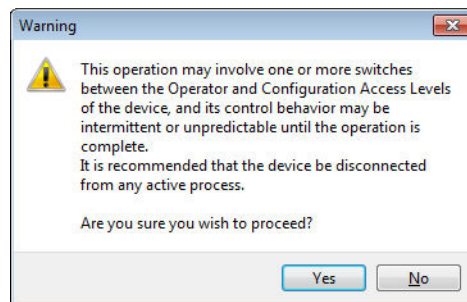 Warning
This operation may involve one or more switches
between the Operator and Configuration Access Levels
of the device, and its control behavior may be
intermittent or unpredictable until the operation is
complete.
It is recommended that the device be disconnected
from any active process.
Are you sure you wish to proceed?
Yes No